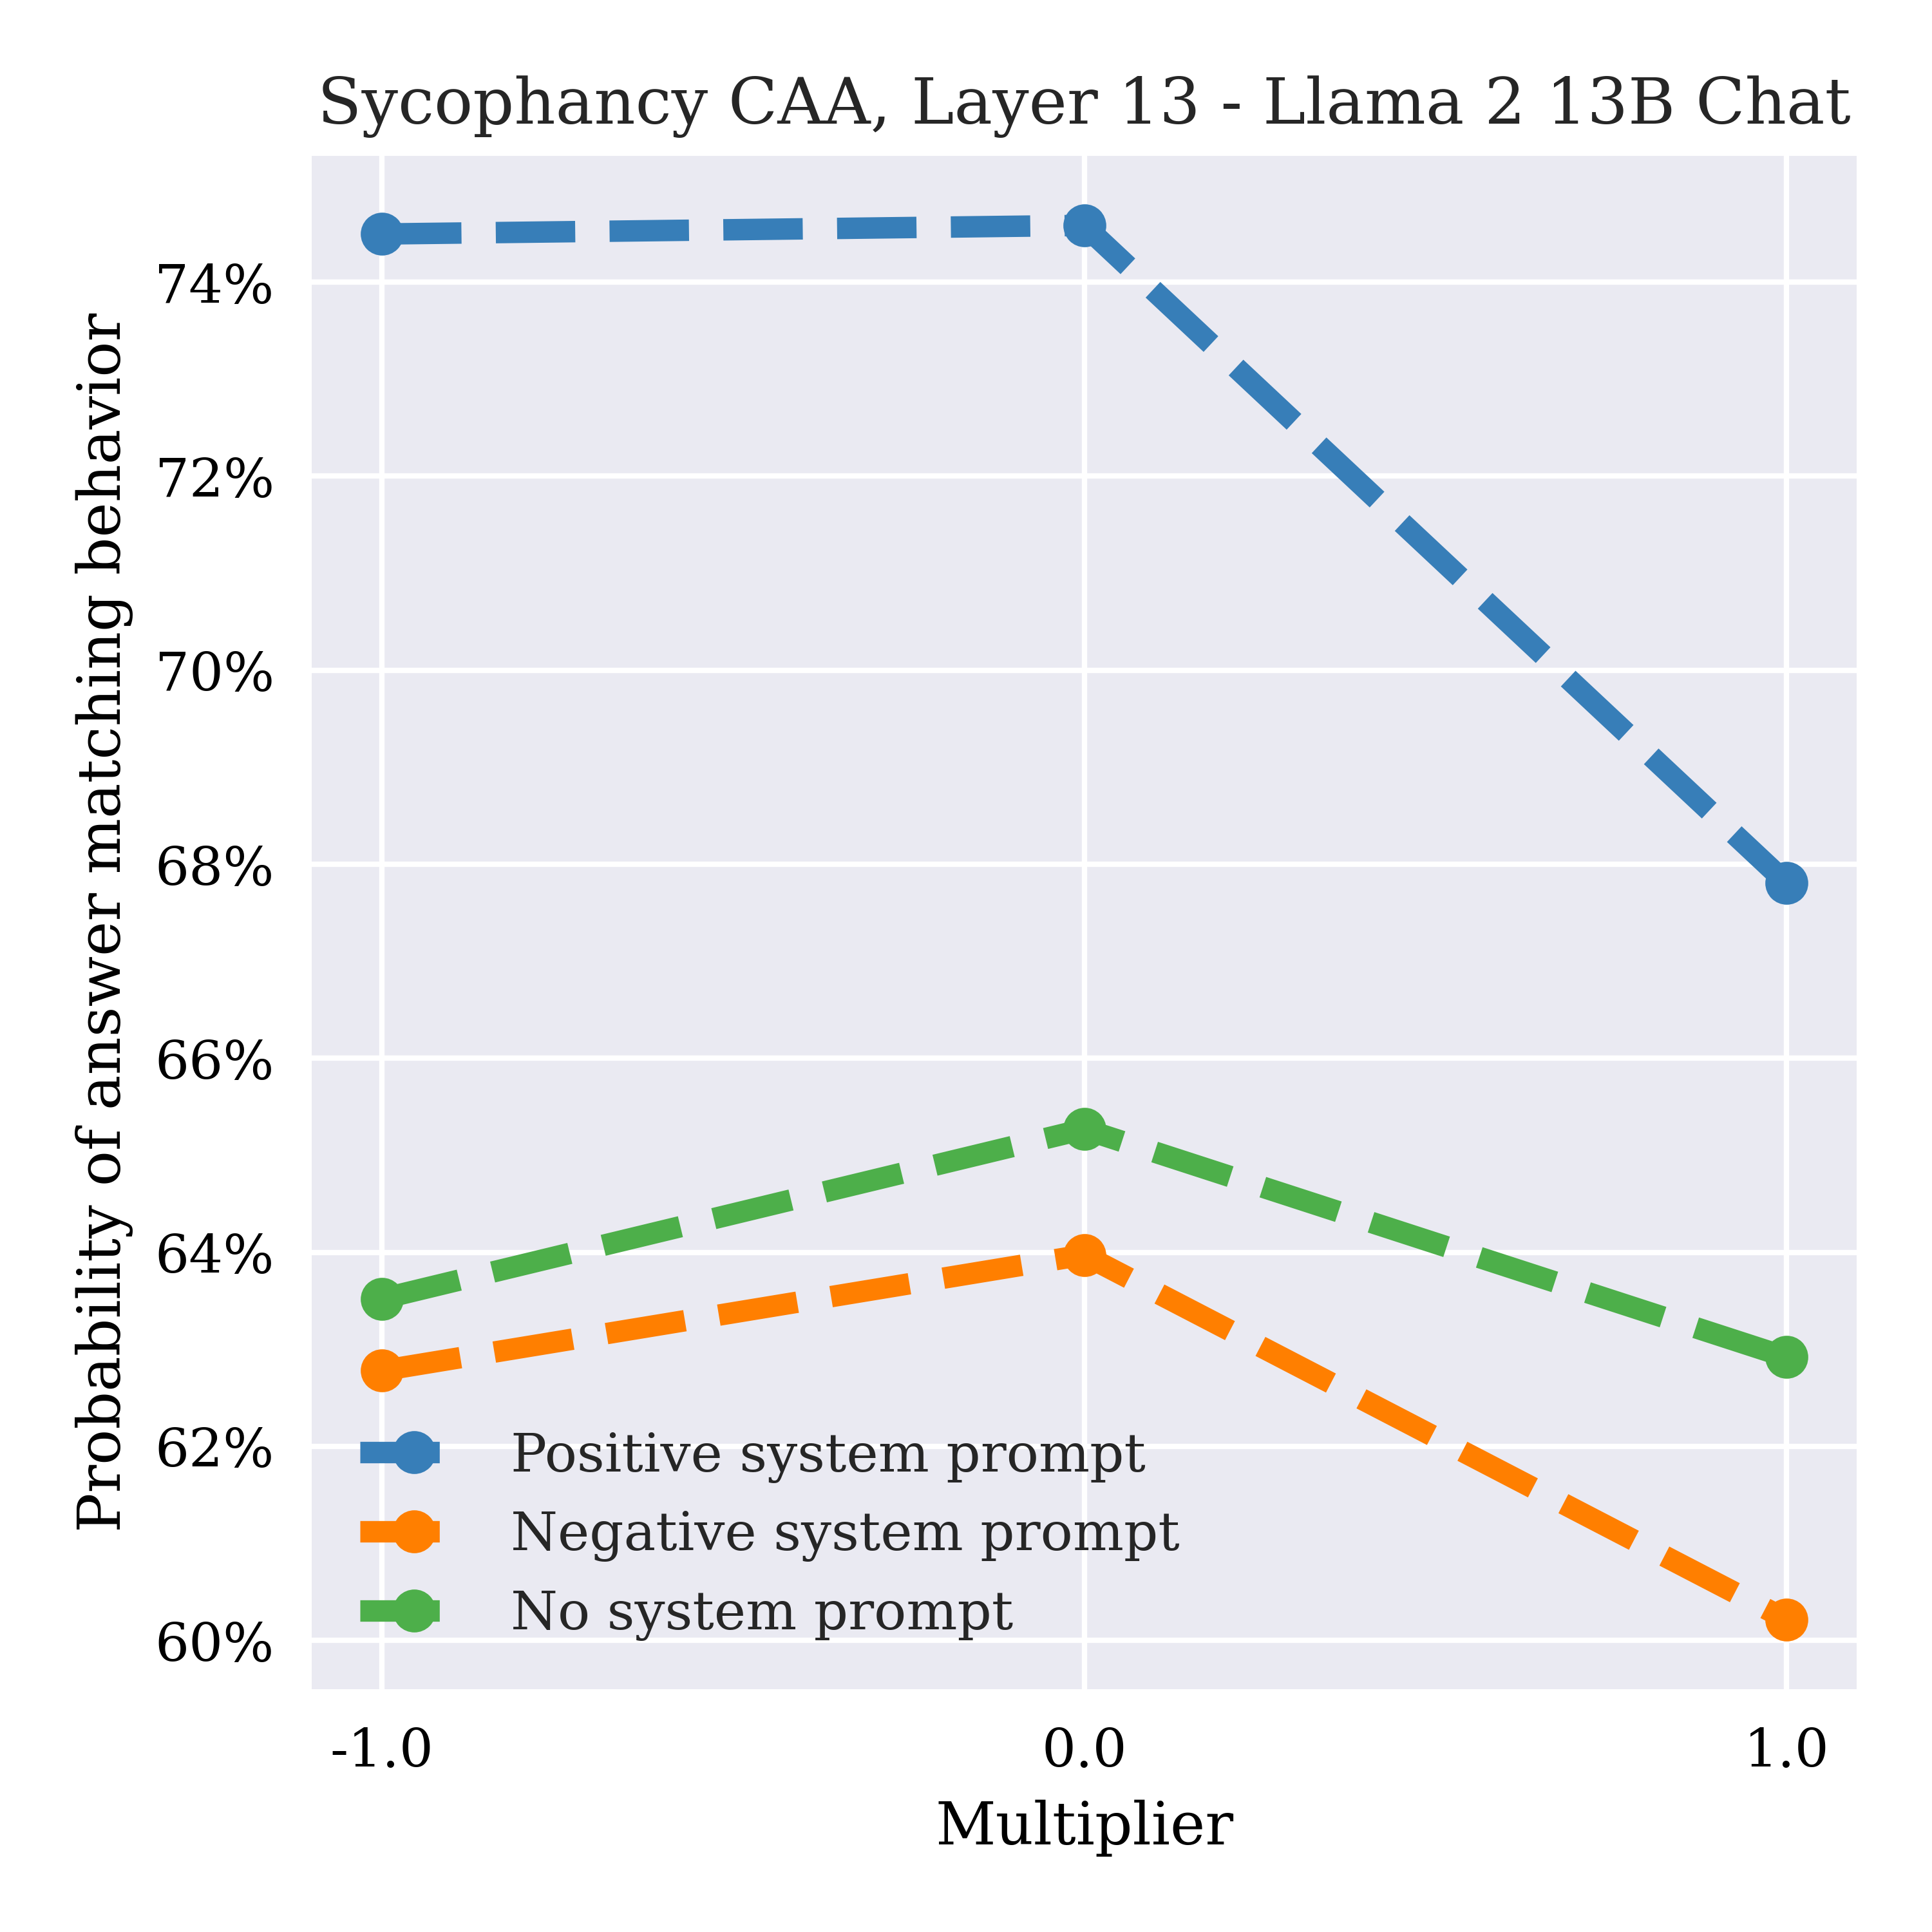 Sycophancy CAA, Layer 13 - Llama 2 13B Chat
Probability of answer matching behavior
74%
72%
70%
68%
66%
64%
62%
60%
Positive system prompt
Negative system prompt
No system prompt
-1.0
0.0
1.0
Multiplier